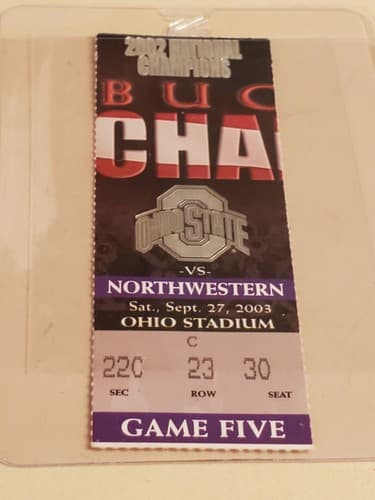 2002 NATIONAL
CHAMPIONS
BUC
CHA
OHIO STATE
-VS-
NORTHWESTERN
Sat., Sept. 27, 2003
OHIO STADIUM
C
22C 23 30
SEC ROW SEAT
GAME FIVE